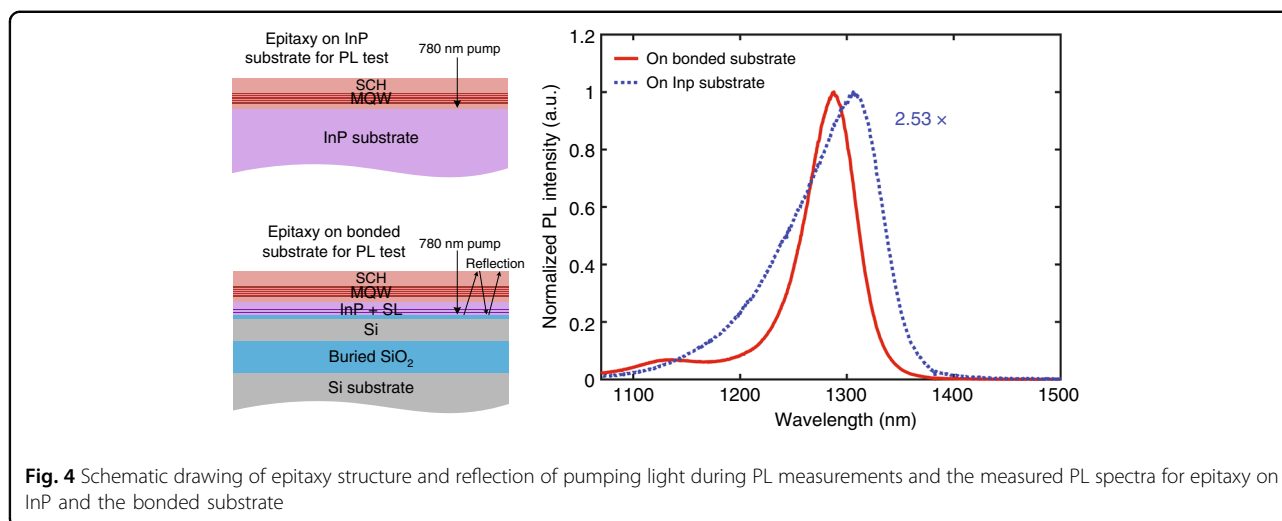 Epitaxy on InP
substrate for PL test
780 nm pump
SCH
MQW
InP substrate
Epitaxy on bonded
substrate for PL test
780 nm pump
Reflection
SCH
MQW
InP + SL
Si
Buried SiO₂
Si substrate
Normalized PL intensity (a.u.)
1.2
1
0.8
0.6
0.4
0.2
0
On bonded substrate
On Inp substrate
2.53 ×
1100 1200 1300 1400 1500
Wavelength (nm)
Fig. 4 Schematic drawing of epitaxy structure and reflection of pumping light during PL measurements and the measured PL spectra for epitaxy on
InP and the bonded substrate